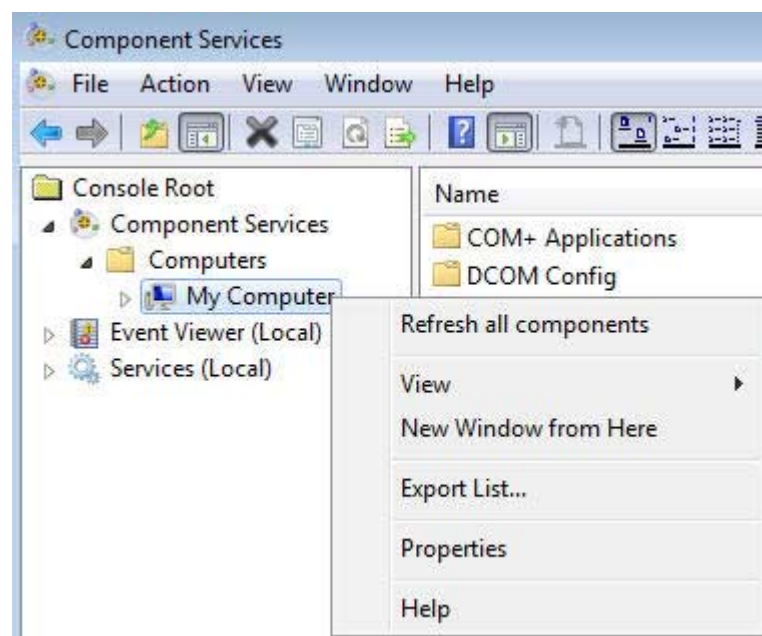 Component Services
File Action View Window Help
Console Root
Component Services
Computers
My Computer
Event Viewer (Local)
Services (Local)
Name
COM+ Applications
DCOM Config
Refresh all components
View
New Window from Here
Export List...
Properties
Help